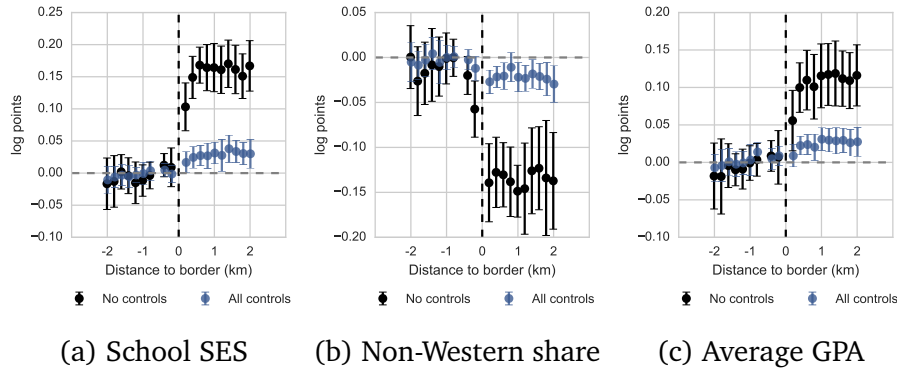 0.25
0.20
0.15
0.10
0.05
0.00
−0.05
−0.10
log points
-2 -1 0 1 2
Distance to border (km)
No controls All controls
(a) School SES
0.05
0.00
−0.05
−0.10
−0.15
−0.20
log points
-2 -1 0 1 2
Distance to border (km)
No controls All controls
(b) Non-Western share
0.20
0.15
0.10
0.05
0.00
−0.05
−0.10
log points
-2 -1 0 1 2
Distance to border (km)
No controls All controls
(c) Average GPA